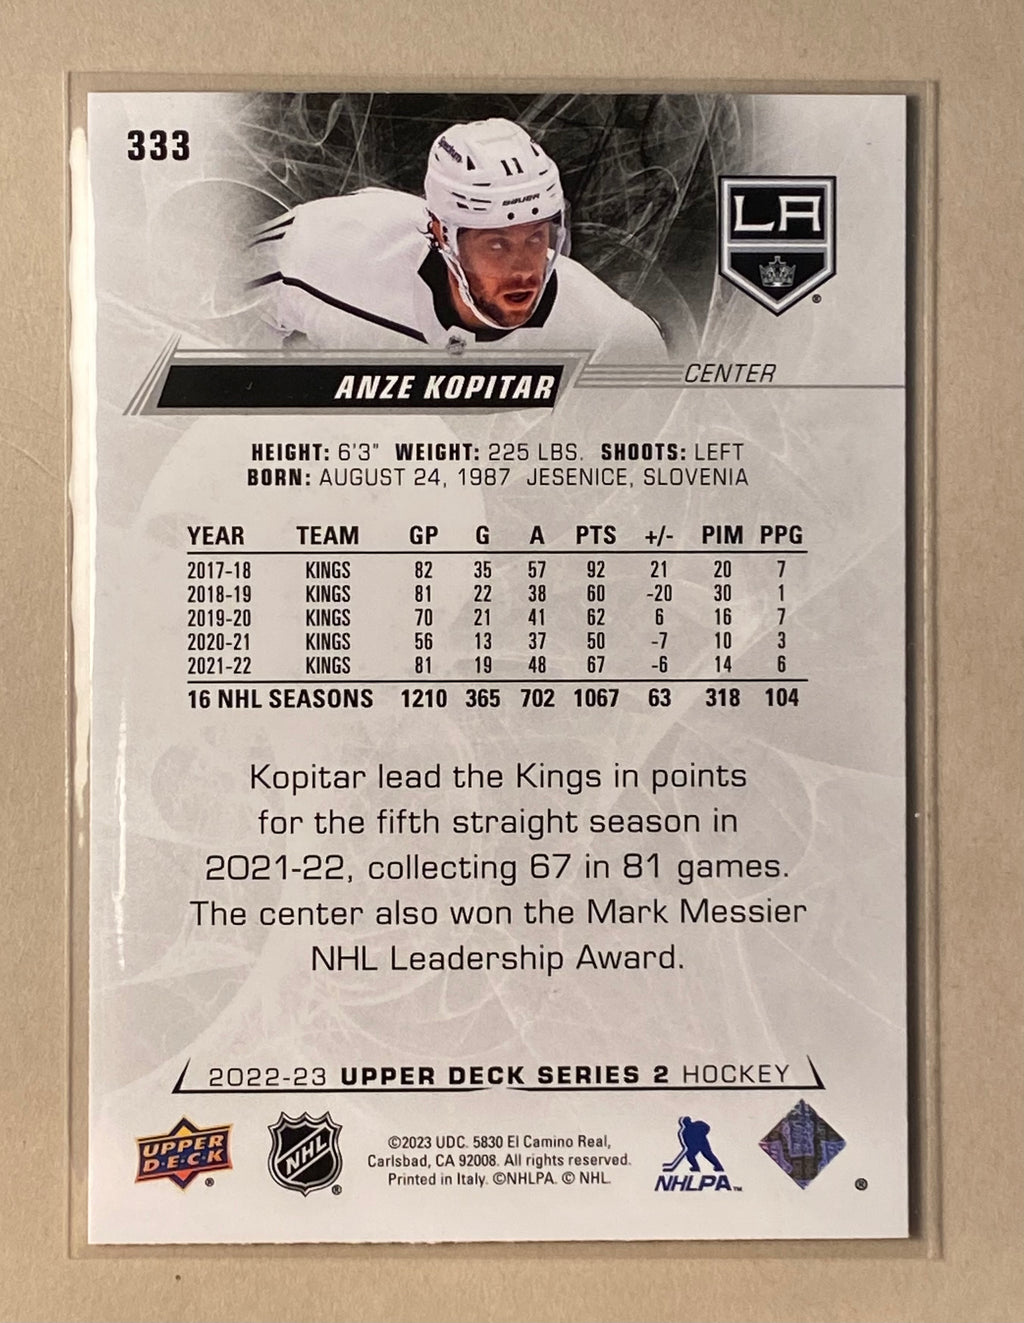 333
Spectrum
11
BAUER
LA
®
ANZE KOPITAR
CENTER
HEIGHT: 6'3" WEIGHT: 225 LBS. SHOOTS: LEFT
BORN: AUGUST 24, 1987 JESENICE, SLOVENIA
YEAR TEAM GP G A PTS +/- PIM PPG
2017-18 KINGS 82 35 57 92 21 20 7
2018-19 KINGS 81 22 38 60 -20 30 1
2019-20 KINGS 70 21 41 62 6 16 7
2020-21 KINGS 56 13 37 50 -7 10 3
2021-22 KINGS 81 19 48 67 -6 14 6
16 NHL SEASONS 1210 365 702 1067 63 318 104
Kopitar lead the Kings in points
for the fifth straight season in
2021-22, collecting 67 in 81 games.
The center also won the Mark Messier
NHL Leadership Award.
2022-23 UPPER DECK SERIES 2 HOCKEY
UPPER
DECK
®
NHL
®
©2023 UDC. 5830 El Camino Real,
Carlsbad, CA 92008. All rights reserved.
Printed in Italy. ©NHLPA. © NHL.
NHLPA™
®